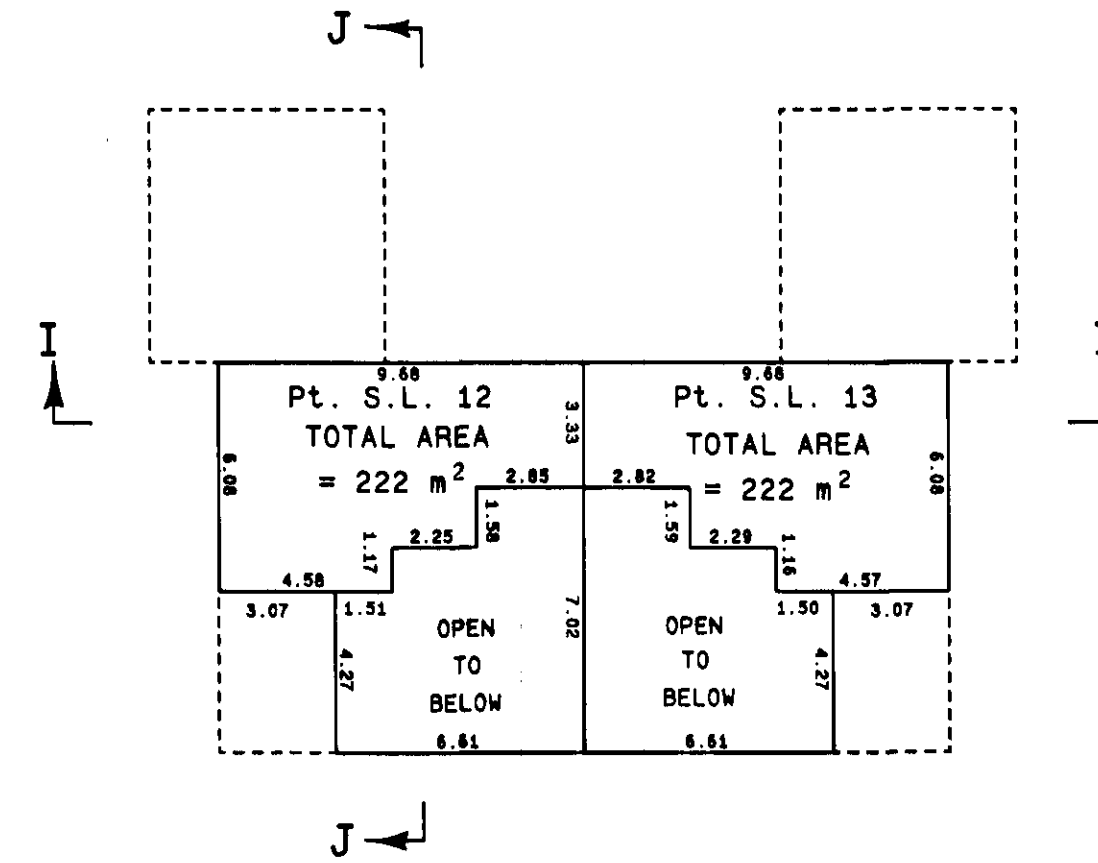 J
I
9.68
9.68
Pt. S.L. 12
Pt. S.L. 13
TOTAL AREA
TOTAL AREA
= 222 m²
= 222 m²
3.33
6.08
6.08
2.85
2.82
1.58
1.59
2.25
2.29
1.17
1.16
4.58
4.57
3.07
1.51
1.50
3.07
7.02
OPEN
TO
BELOW
OPEN
TO
BELOW
4.27
4.27
6.61
6.61
J